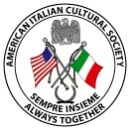 AMERICAN ITALIAN CULTURAL SOCIETY
SEMPRE INSIEME
ALWAYS TOGETHER